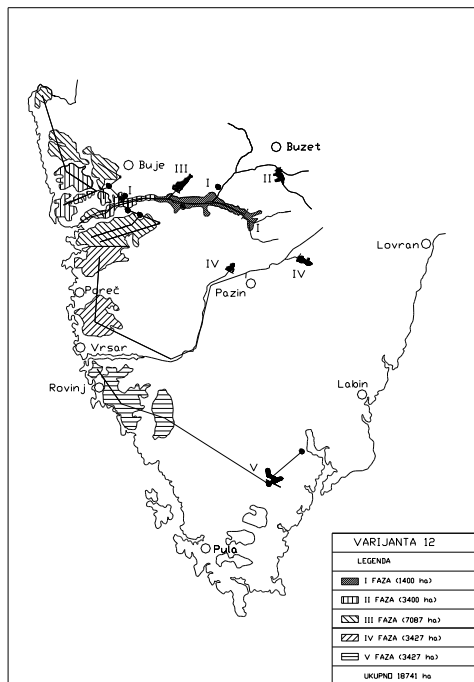 Buzet
Buje
III
I
II
I
I
Lovran
IV
IV
Pazin
Poreč
Vrsar
Rovinj
Labin
V
Pula
VARIJANTA 12
LEGENDA
I FAZA (1400 ha)
II FAZA (3400 ha)
III FAZA (7087 ha)
IV FAZA (3427 ha)
V FAZA (3427 ha)
UKUPNO 18741 ha